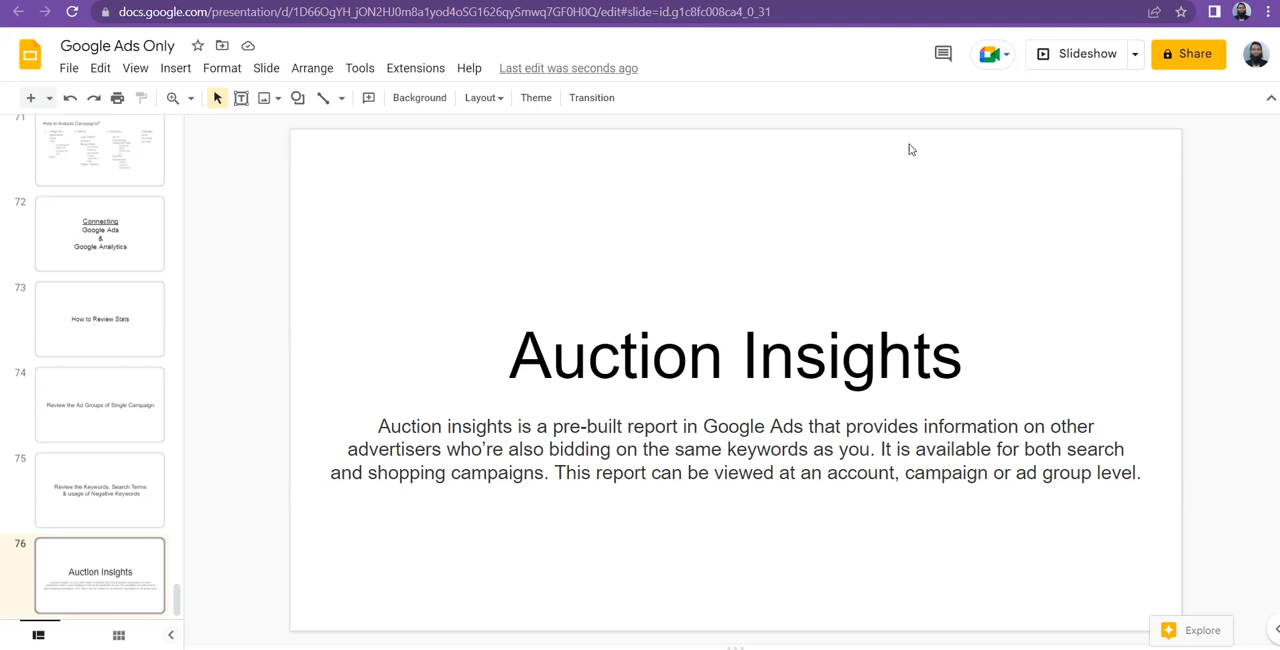 docs.google.com/presentation/d/1D66OgYH_jON2HJ0m8a1yod4oSG1626qySmwq7GF0H0Q/edit#slide=id.g1c8fc008ca4_0_31
Google Ads Only
File Edit View Insert Format Slide Arrange Tools Extensions Help Last edit was seconds ago
Slideshow
Share
Background Layout Theme Transition
71
How to Analyze Campaigns?
72
Connecting
Google Ads
&
Google Analytics
73
How to Review Stats
74
Review the Ad Groups of Single Campaign
75
Review the Keywords, Search Terms
& usage of Negative Keywords
76
Auction Insights
Auction Insights
Auction insights is a pre-built report in Google Ads that provides information on other
advertisers who’re also bidding on the same keywords as you. It is available for both search
and shopping campaigns. This report can be viewed at an account, campaign or ad group level.
Explore